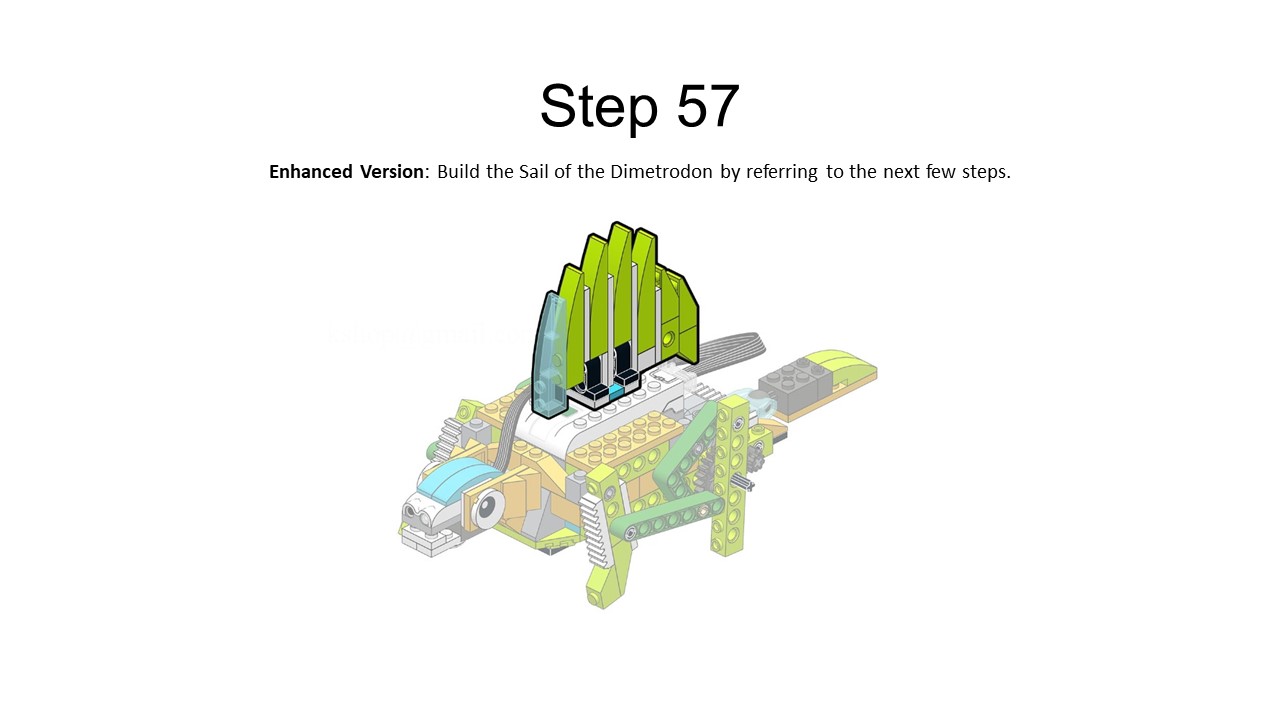 Step 57
Enhanced Version: Build the Sail of the Dimetrodon by referring to the next few steps.